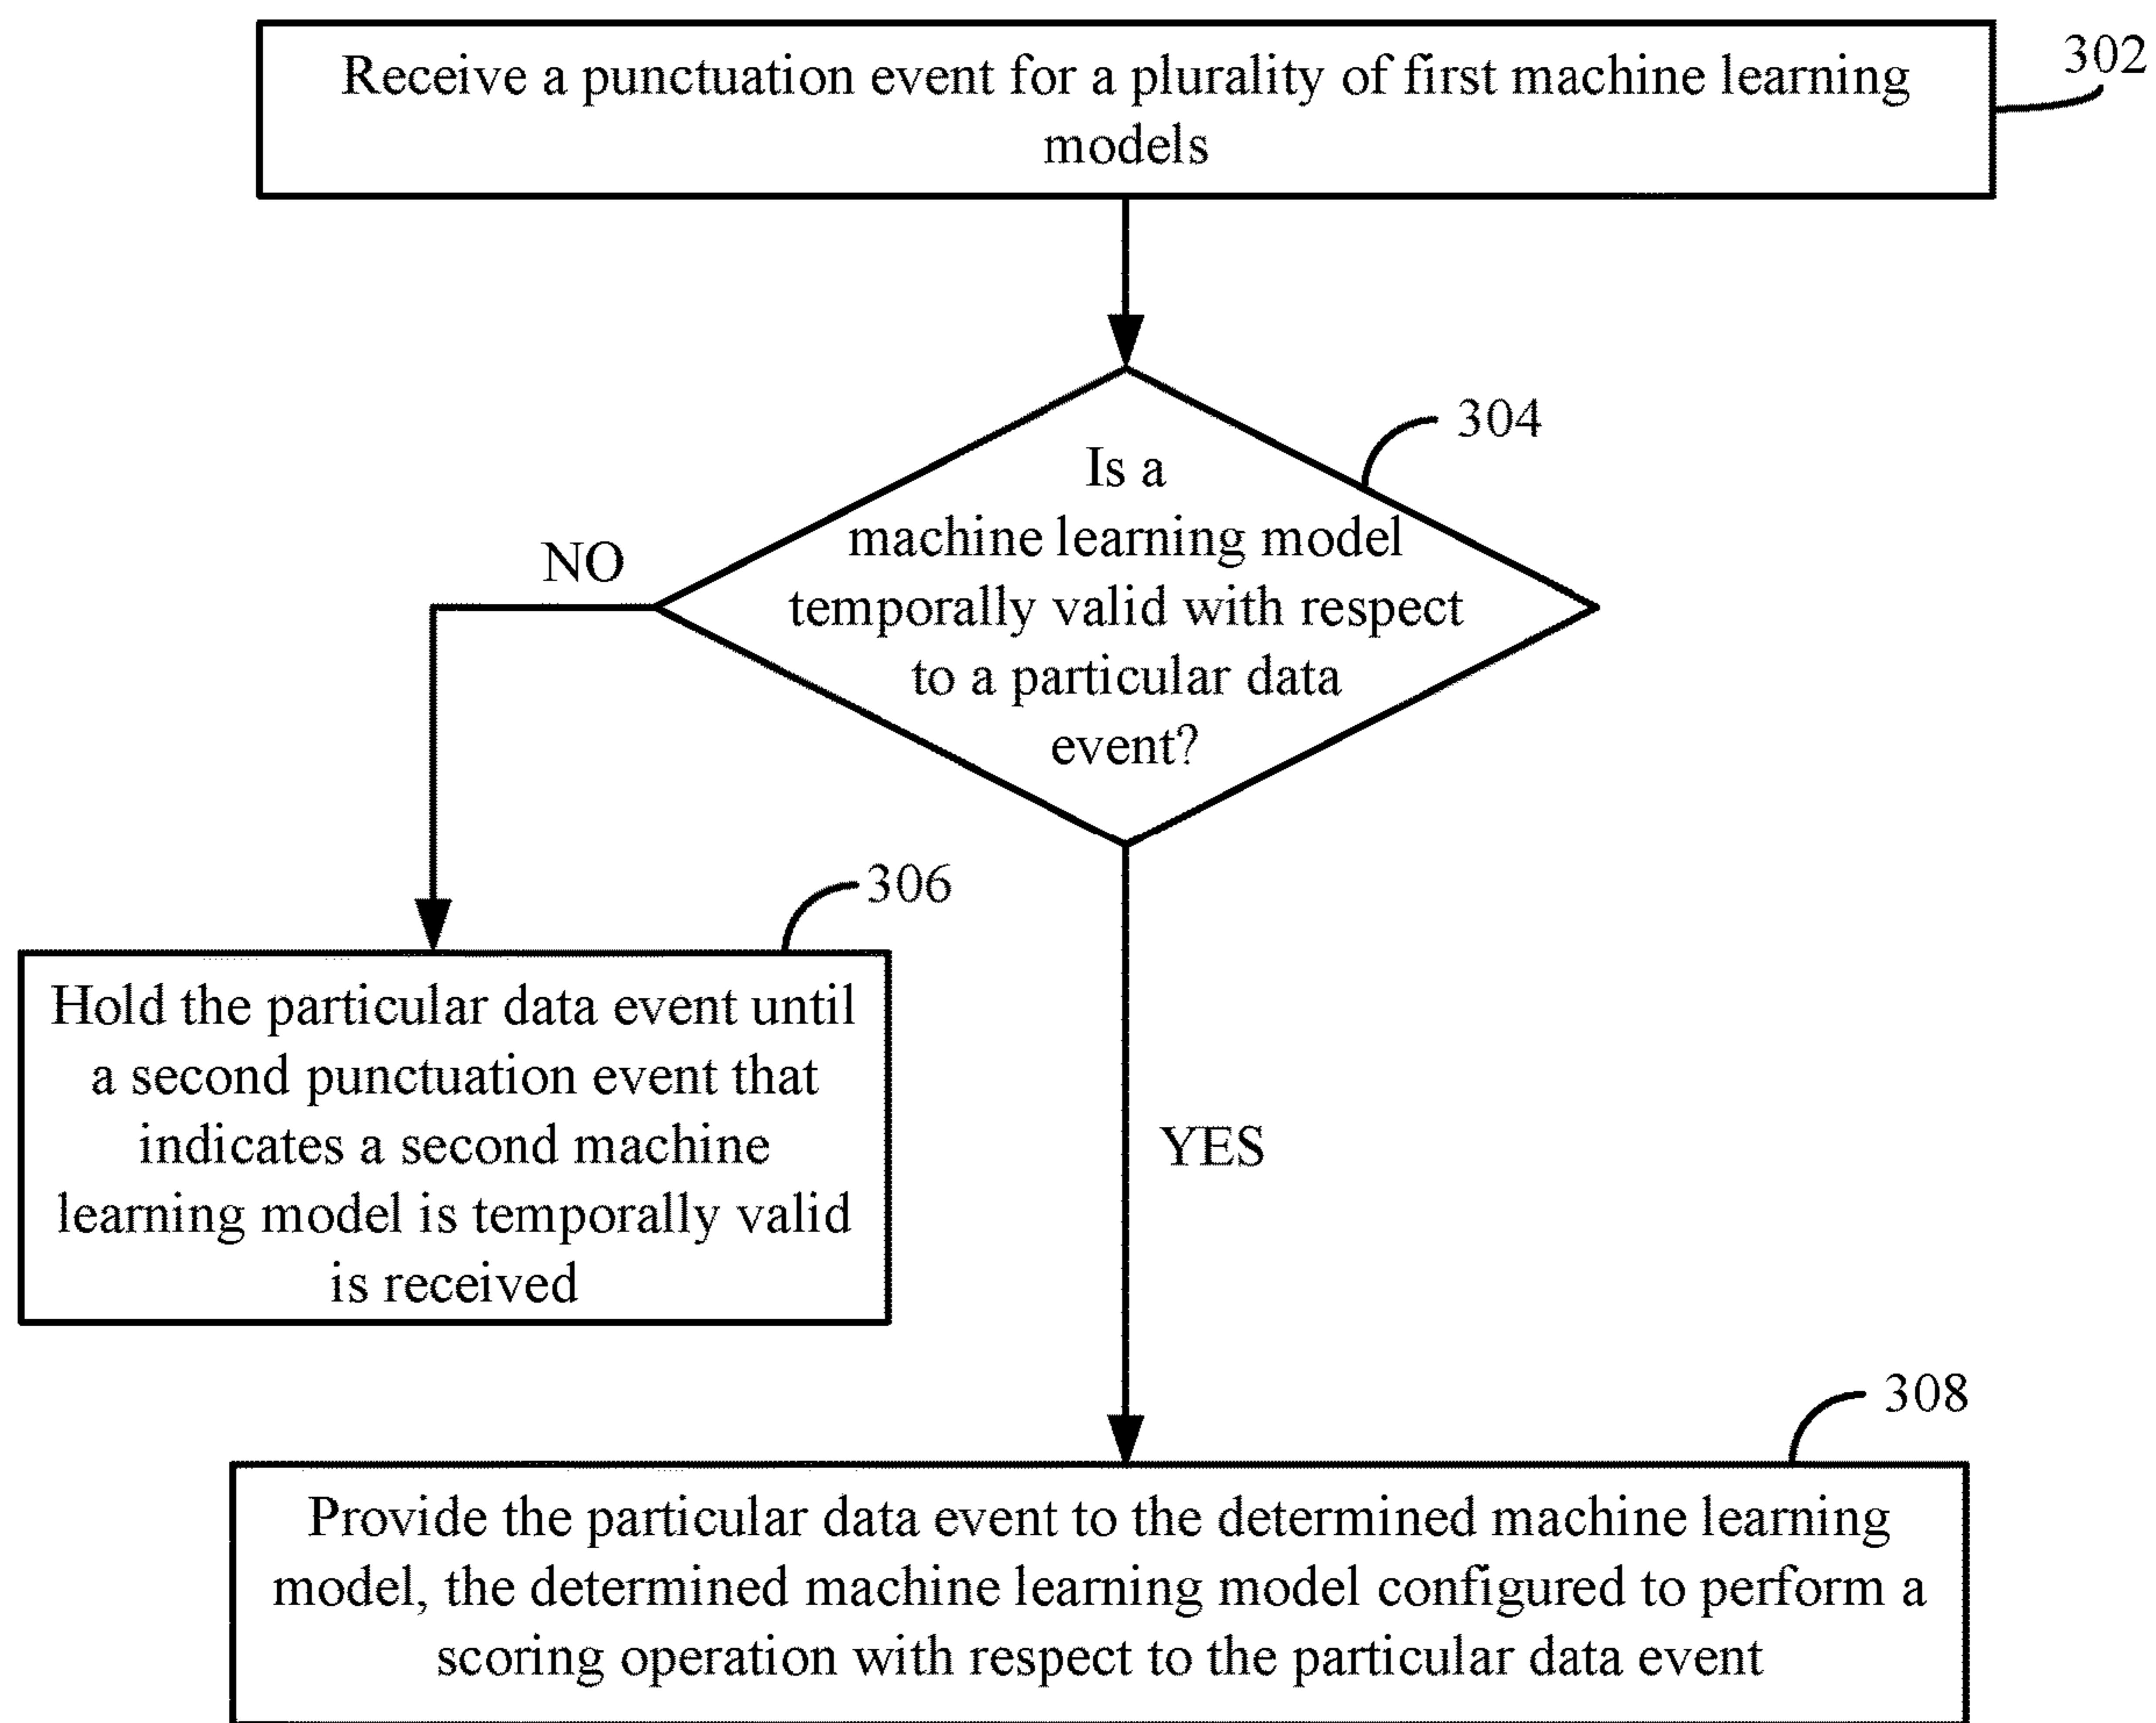 Receive a punctuation event for a plurality of first machine learning
models
302
304
Is a
machine learning model
temporally valid with respect
to a particular data
event?
NO
306
Hold the particular data event until
a second punctuation event that
indicates a second machine
learning model is temporally valid
is received
YES
308
Provide the particular data event to the determined machine learning
model, the determined machine learning model configured to perform a
scoring operation with respect to the particular data event